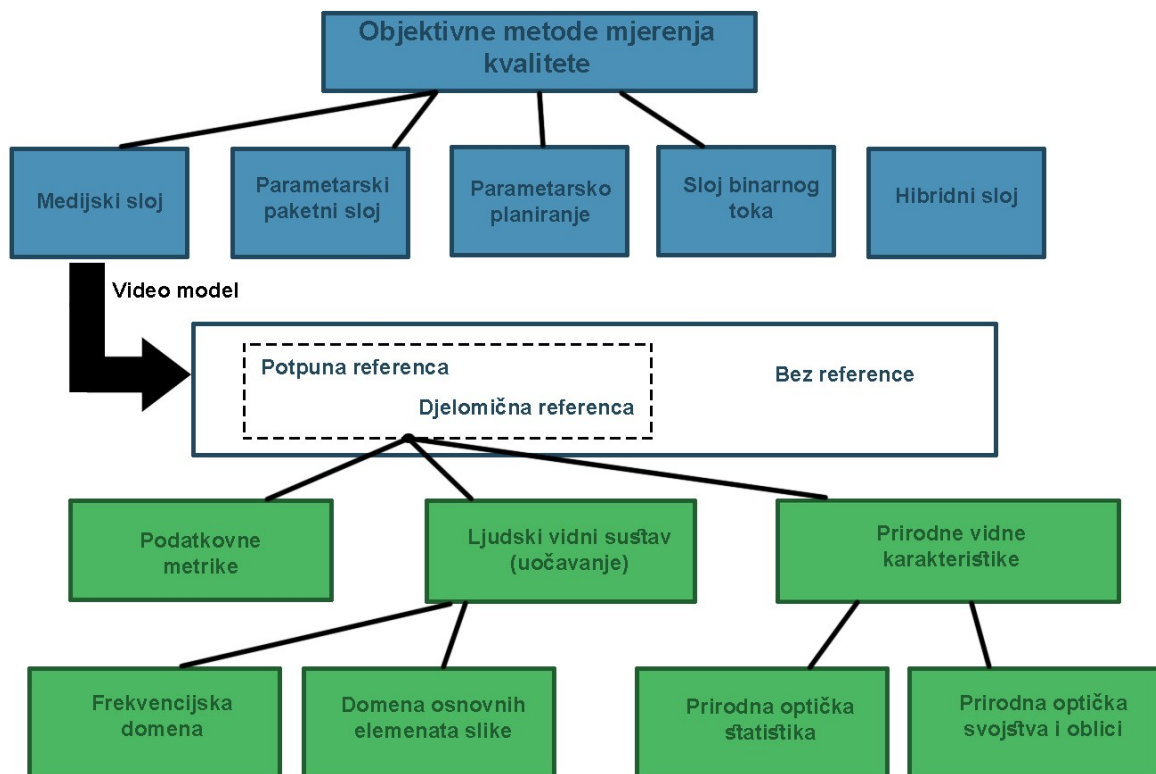 Objektivne metode mjerenja
kvalitete
Medijski sloj
Parametarski
paketni sloj
Parametarsko
planiranje
Sloj binarnog
toka
Hibridni sloj
Video model
Potpuna referenca
Djelomična referenca
Bez reference
Podatkovne
metrike
Ljudski vidni sustav
(uočavanje)
Prirodne vidne
karakteristike
Frekvencijska
domena
Domena osnovnih
elemenata slike
Prirodna optička
statistika
Prirodna optička
svojstva i oblici